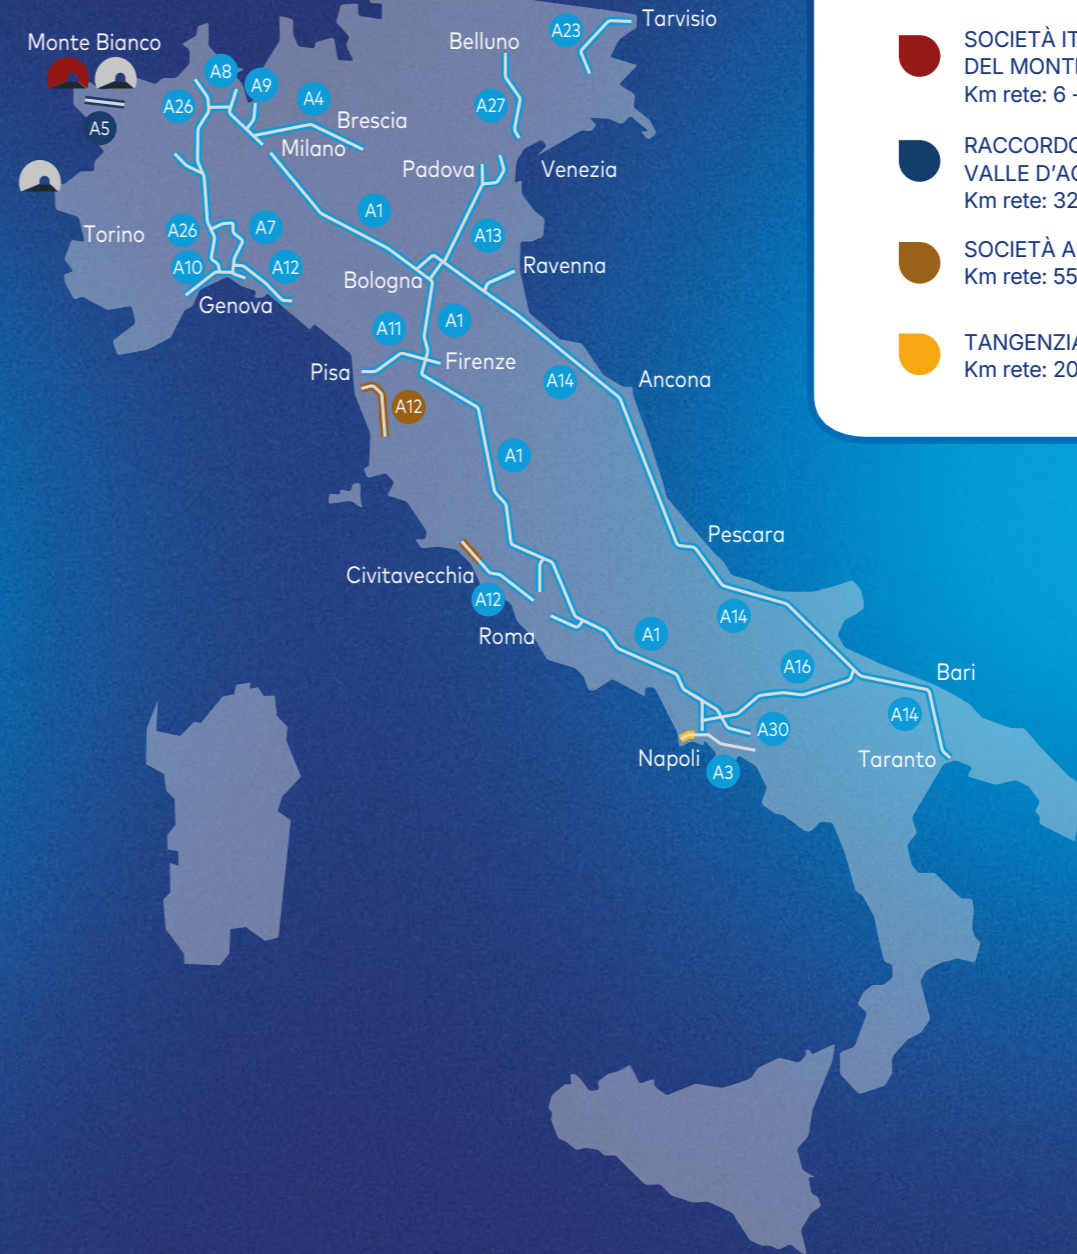 Tarvisio
A23
Monte Bianco
Belluno
A8
A9
A4
A26
A27
Brescia
A5
Milano
Padova
Venezia
A1
Torino
A26
A7
A13
A10
A12
Ravenna
Bologna
Genova
A11
A1
Firenze
Pisa
A14
Ancona
A12
A1
Pescara
Civitavecchia
A12
A14
Roma
A1
A16
Bari
A14
A30
Napoli
Taranto
A3
SOCIETÀ IT
DEL MONT
Km rete: 6 -
RACCORDO
VALLE D'AO
Km rete: 32
SOCIETÀ A
Km rete: 55
TANGENZIA
Km rete: 20